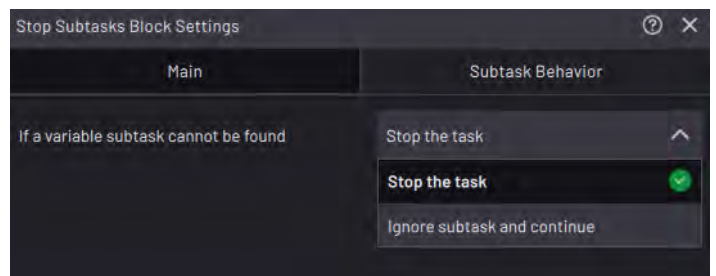 Stop Subtasks Block Settings
Main
Subtask Behavior
If a variable subtask cannot be found
Stop the task
Stop the task
Ignore subtask and continue